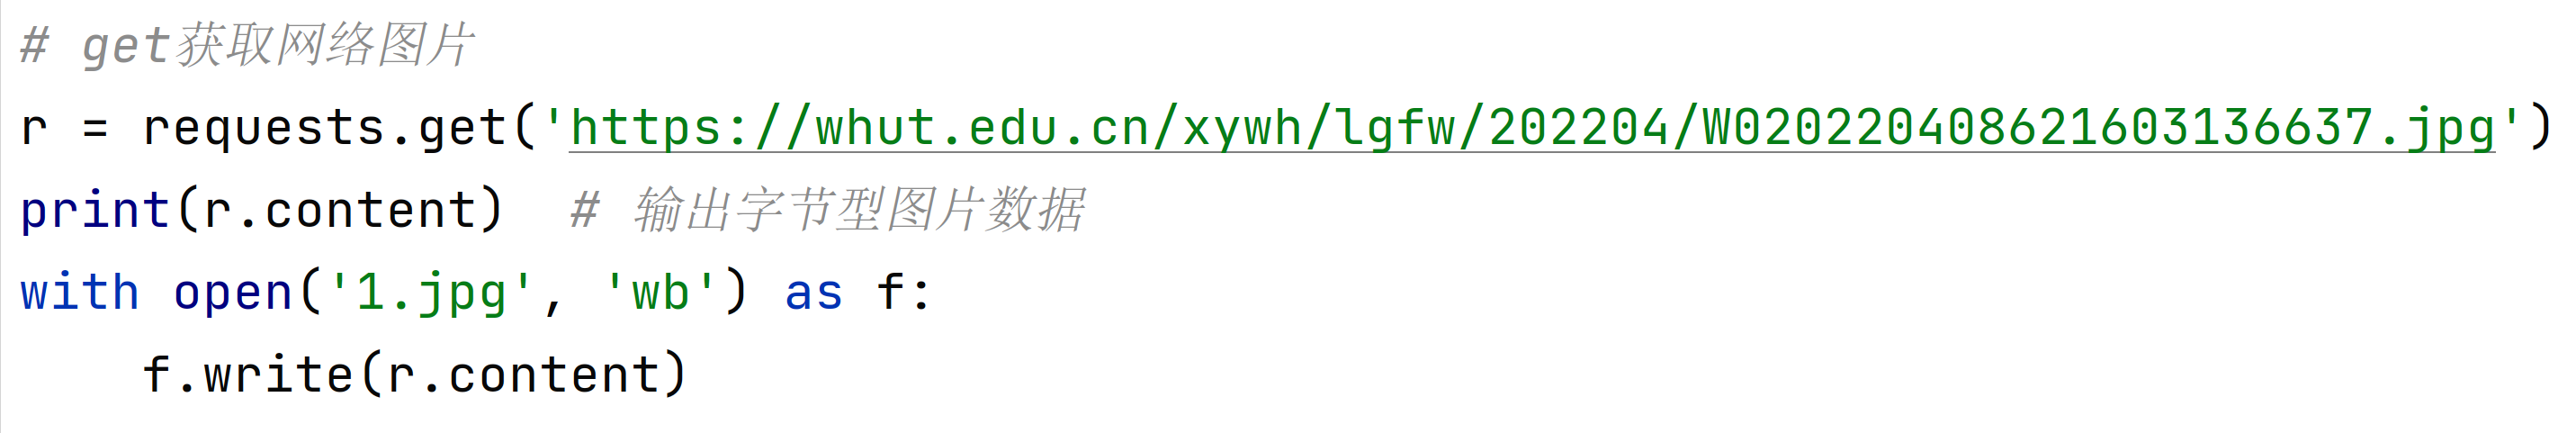 # get获取网络图片
r = requests.get('https://whut.edu.cn/xywh/lgfw/202204/W020220408621603136637.jpg')
print(r.content)  # 输出字节型图片数据
with open('1.jpg', 'wb') as f:
    f.write(r.content)